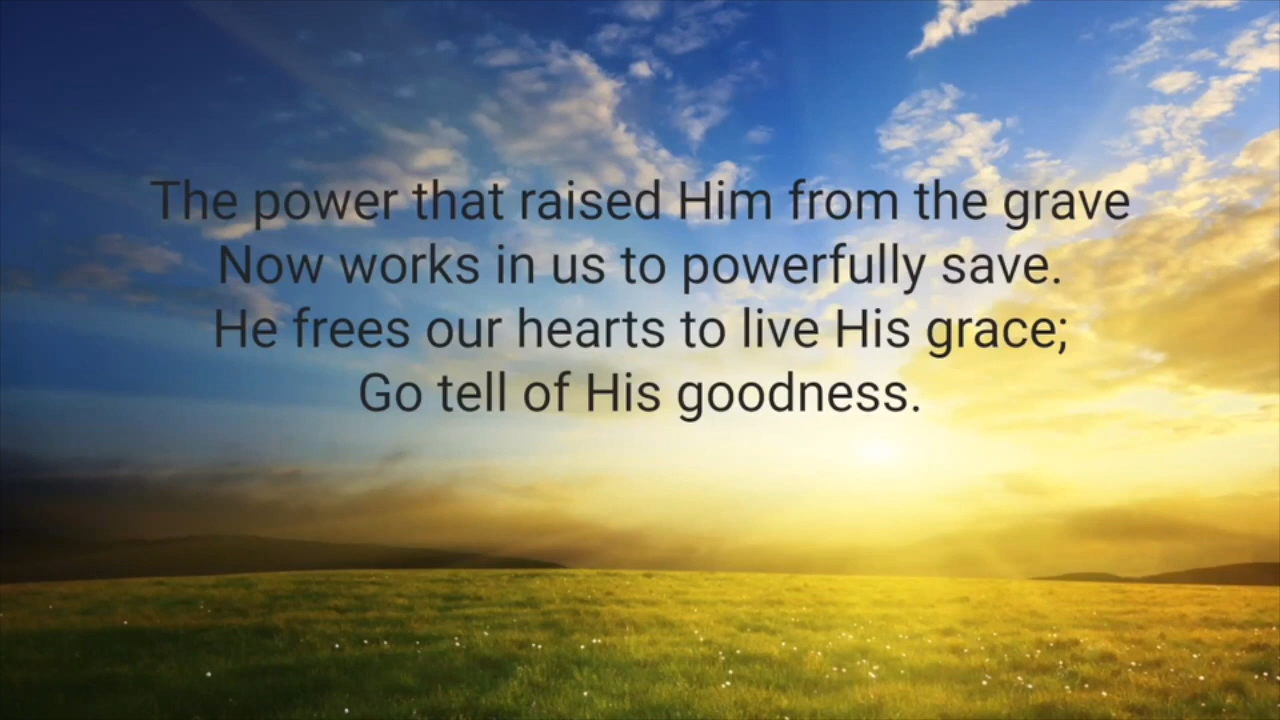 The power that raised Him from the grave
Now works in us to powerfully save.
He frees our hearts to live His grace;
Go tell of His goodness.